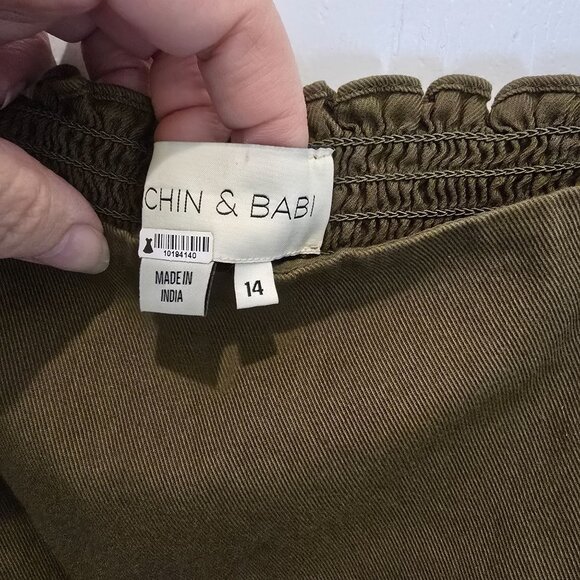 CHIN & BABI
10194140
MADE IN
INDIA
14